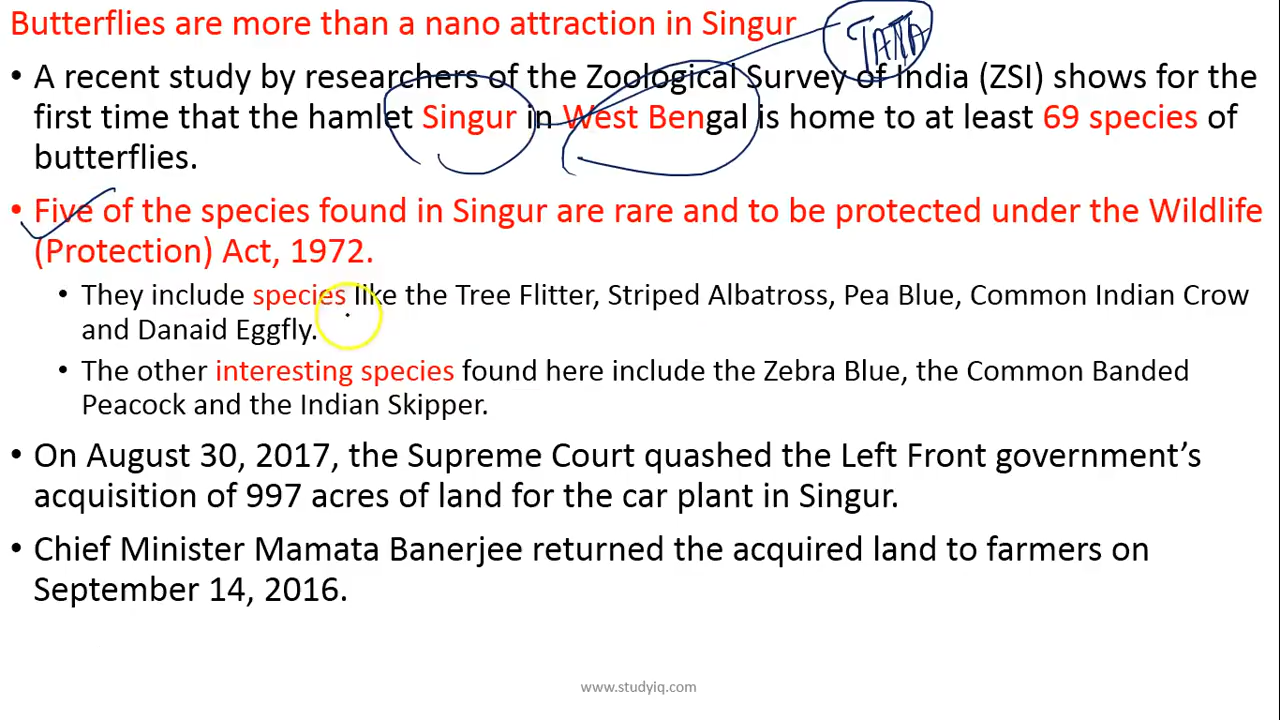 Butterflies are more than a nano attraction in Singur
TATA
• A recent study by researchers of the Zoological Survey of India (ZSI) shows for the
first time that the hamlet Singur in West Bengal is home to at least 69 species of
butterflies.
• Five of the species found in Singur are rare and to be protected under the Wildlife
(Protection) Act, 1972.
• They include species like the Tree Flitter, Striped Albatross, Pea Blue, Common Indian Crow
and Danaid Eggfly.
• The other interesting species found here include the Zebra Blue, the Common Banded
Peacock and the Indian Skipper.
• On August 30, 2017, the Supreme Court quashed the Left Front government’s
acquisition of 997 acres of land for the car plant in Singur.
• Chief Minister Mamata Banerjee returned the acquired land to farmers on
September 14, 2016.
www.studyiq.com